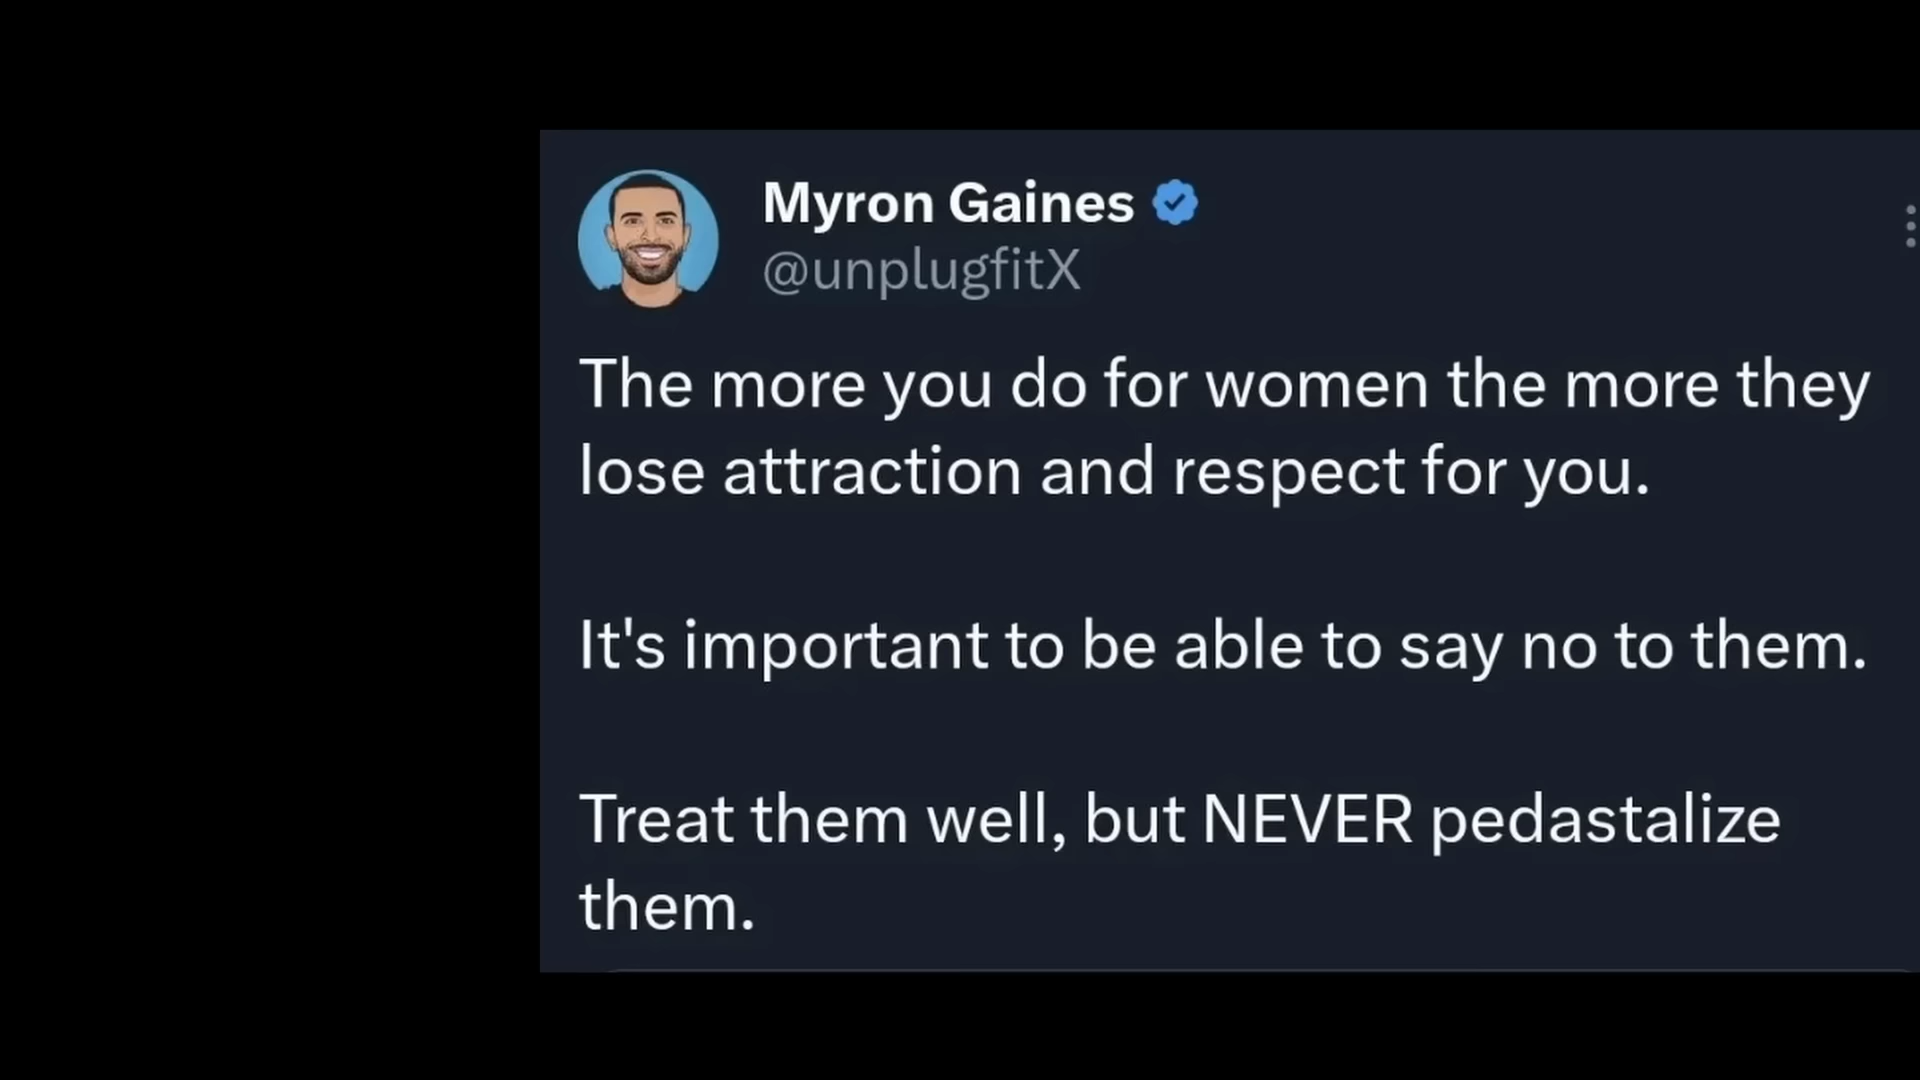 Myron Gaines
@unplugfitX
The more you do for women the more they
lose attraction and respect for you.
It's important to be able to say no to them.
Treat them well, but NEVER pedastalize
them.